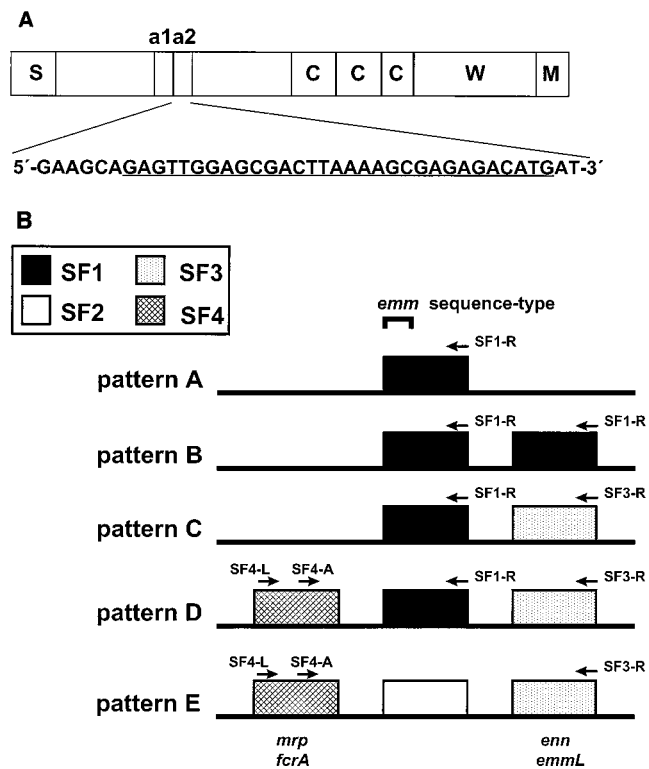 A
a1a2
S C C C W M
5´-GAAGCAGAGTTGGAGCGACTTAAAAGCGAGAGACATGAT-3´
B
SF1 SF3
SF2 SF4
emm sequence-type
SF1-R
pattern A
SF1-R SF1-R
pattern B
SF1-R SF3-R
pattern C
SF4-L SF4-A SF1-R SF3-R
pattern D
SF4-L SF4-A SF3-R
pattern E
mrp enn
fcrA emmL